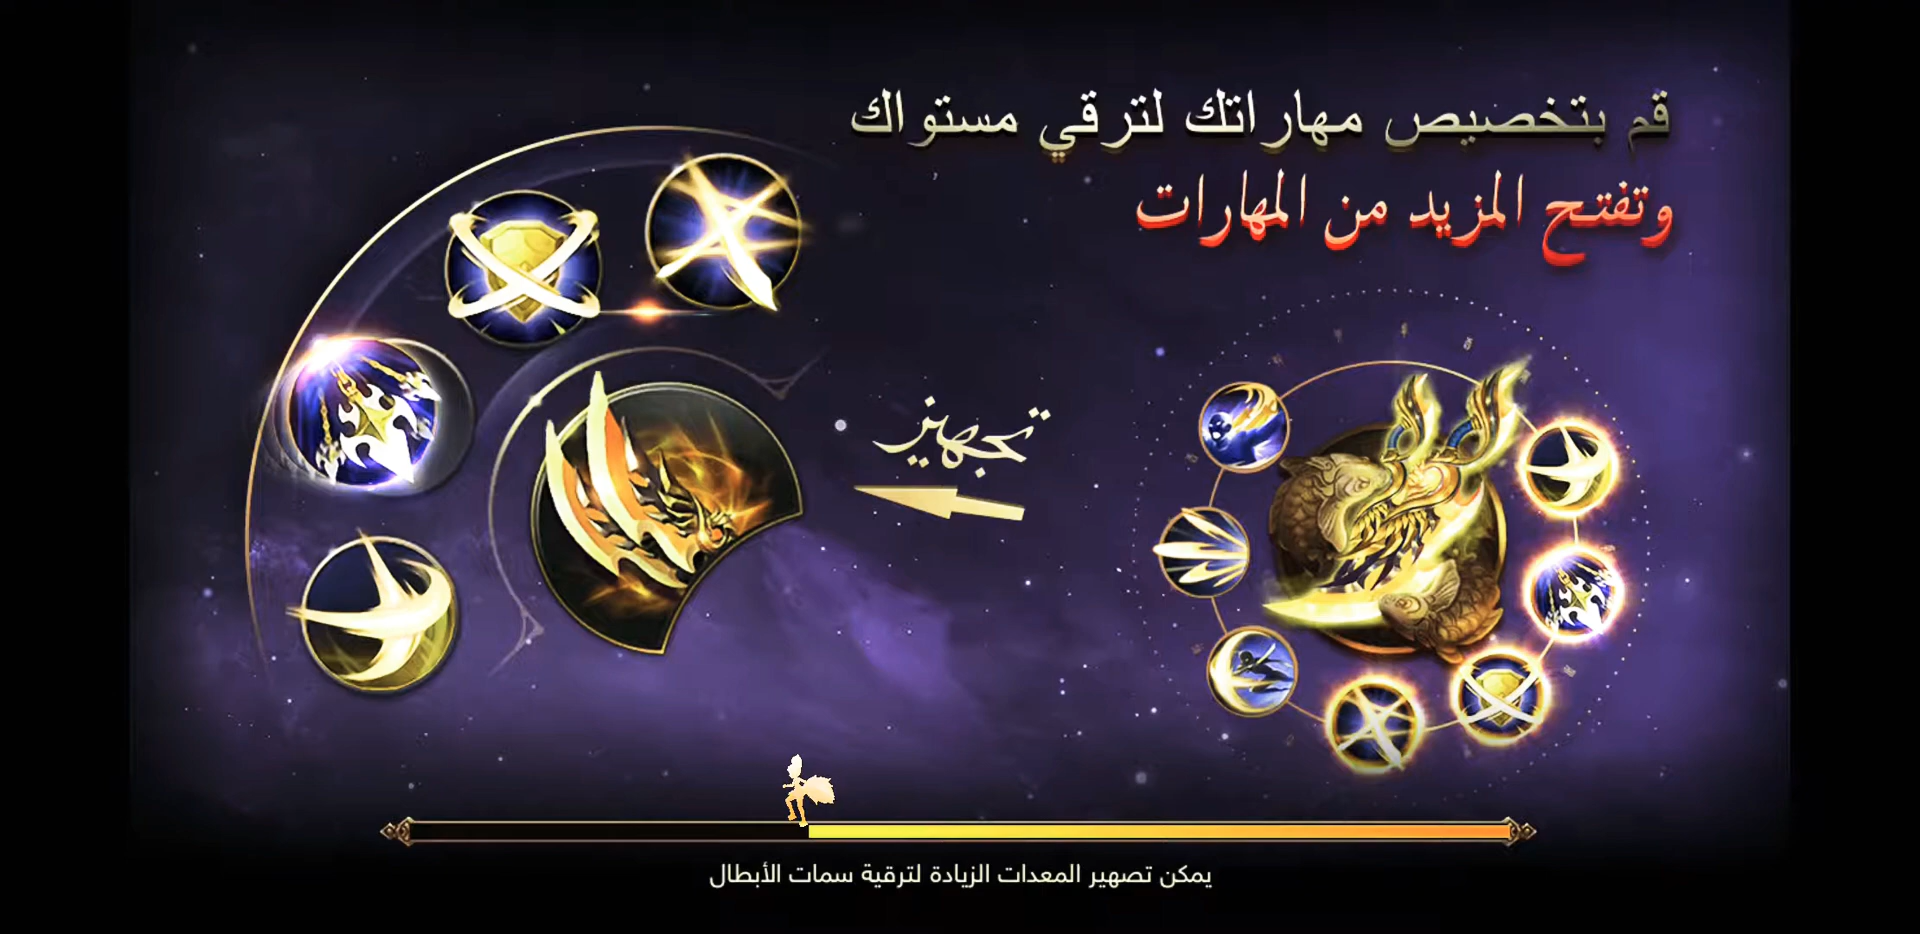 قم بتخصيص مهاراتك لترقي مستواك
وتفتح المزيد من المهارات
تجهيز
يمكن تصهير المعدات الزيادة لترقية سمات الأبطال